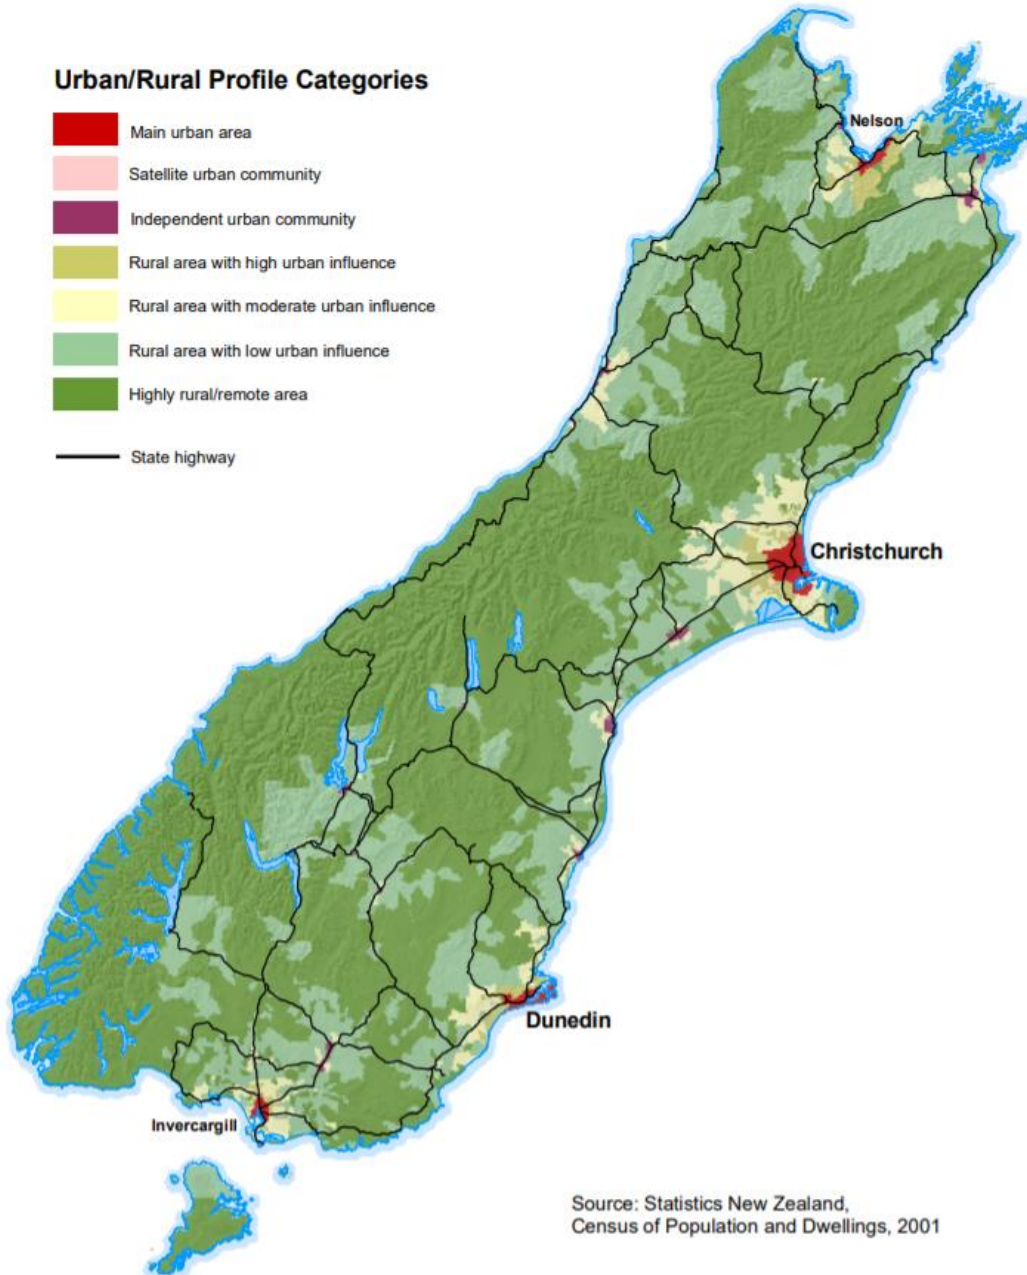 Urban/Rural Profile Categories
Main urban area
Satellite urban community
Independent urban community
Rural area with high urban influence
Rural area with moderate urban influence
Rural area with low urban influence
Highly rural/remote area
State highway
Nelson
Christchurch
Dunedin
Invercargill
Source: Statistics New Zealand,
Census of Population and Dwellings, 2001